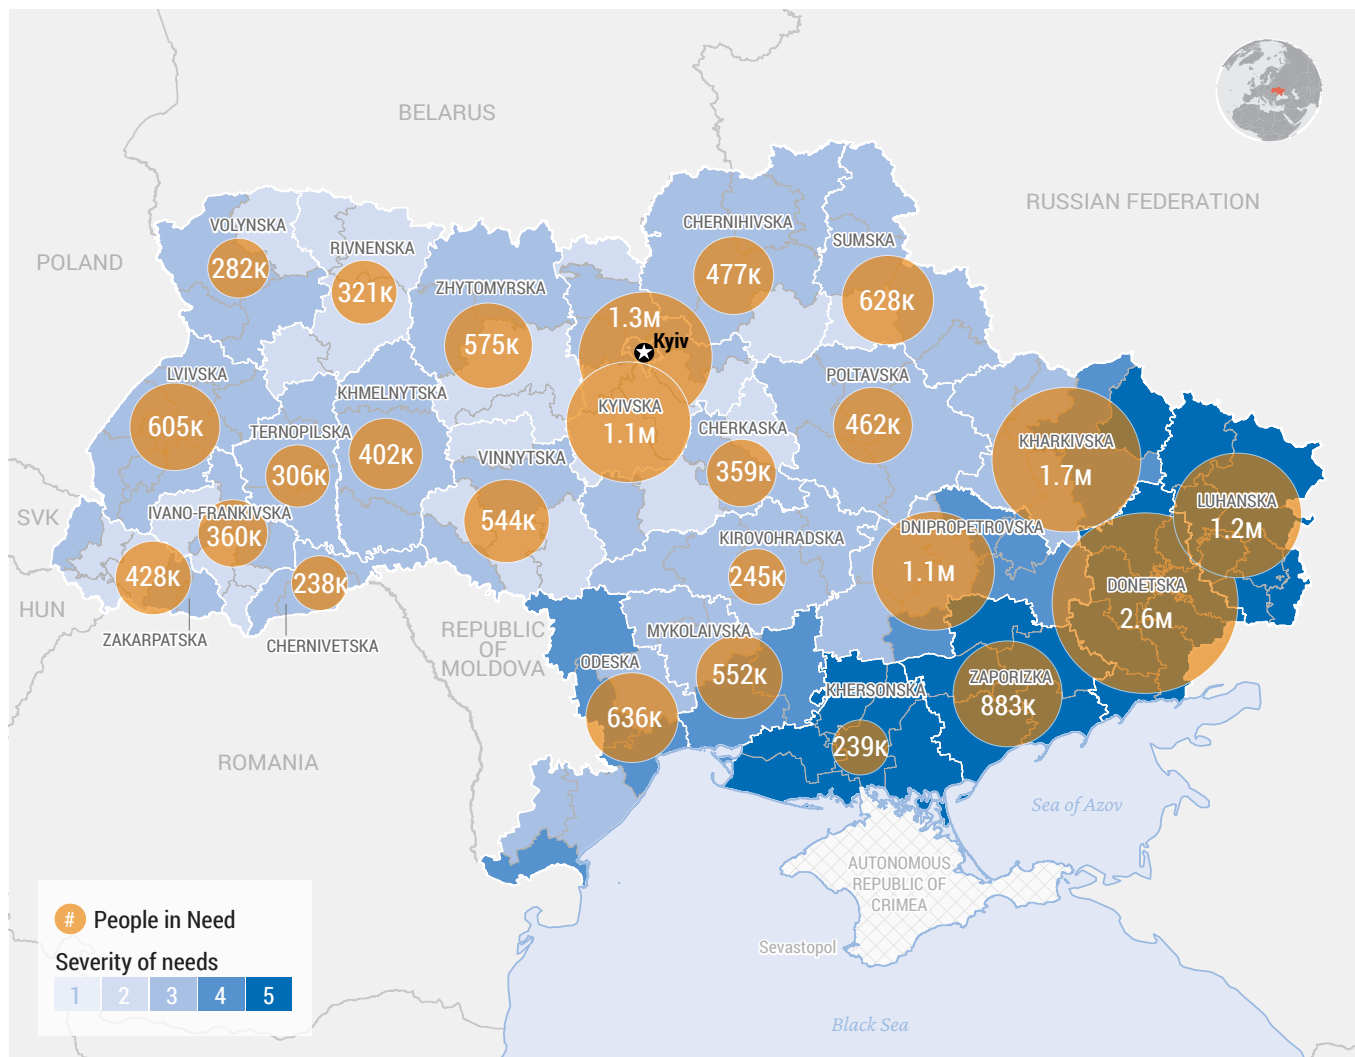 BELARUS
RUSSIAN FEDERATION
POLAND
VOLYNSKA
282K
RIVNENSKA
321K
ZHYTOMYRSKA
575K
CHERNIHIVSKA
477K
SUMSKA
628K
1.3M
Kyiv
KYIVSKA
1.1M
LVIVSKA
605K
TERNOPILSKA
306K
KHMELNYTSKA
402K
VINNYTSKA
544K
CHERKASKA
359K
POLTAVSKA
462K
KHARKIVSKA
1.7M
LUHANSKA
1.2M
SVK
IVANO-FRANKIVSKA
360K
428K
ZAKARPATSKA
238K
CHERNIVETSKA
HUN
KIROVOHRADSKA
245K
DNIPROPETROVSKA
1.1M
DONETSKA
2.6M
REPUBLIC
OF
MOLDOVA
ODESKA
636K
MYKOLAIVSKA
552K
KHERSONSKA
239K
ZAPORIZKA
883K
ROMANIA
Sea of Azov
AUTONOMOUS
REPUBLIC OF
CRIMEA
Sevastopol
Black Sea
# People in Need
Severity of needs
1 2 3 4 5